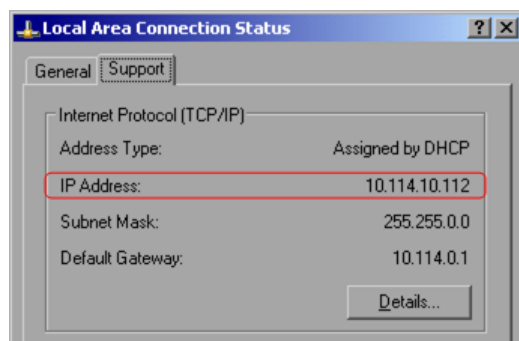 Local Area Connection Status
General Support
Internet Protocol (TCP/IP)
Address Type: Assigned by DHCP
IP Address: 10.114.10.112
Subnet Mask: 255.255.0.0
Default Gateway: 10.114.0.1
Details...